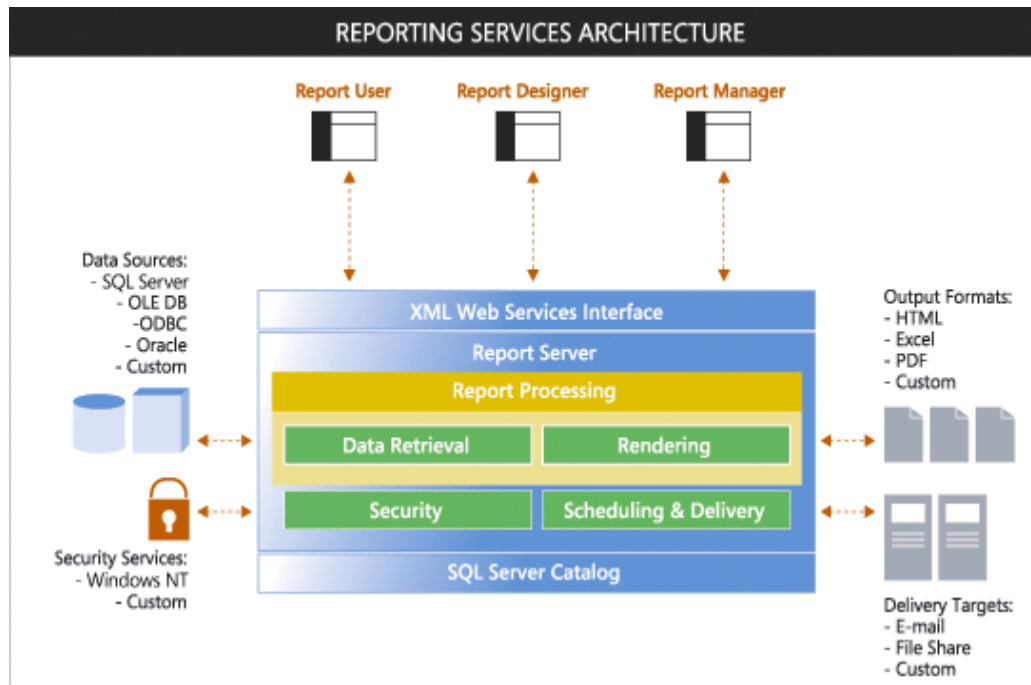 REPORTING SERVICES ARCHITECTURE
Report User
Report Designer
Report Manager
Data Sources:
- SQL Server
- OLE DB
-ODBC
- Oracle
- Custom
XML Web Services Interface
Report Server
Report Processing
Data Retrieval
Rendering
Security
Scheduling & Delivery
SQL Server Catalog
Output Formats:
- HTML
- Excel
- PDF
- Custom
Security Services:
- Windows NT
- Custom
Delivery Targets:
- E-mail
- File Share
- Custom